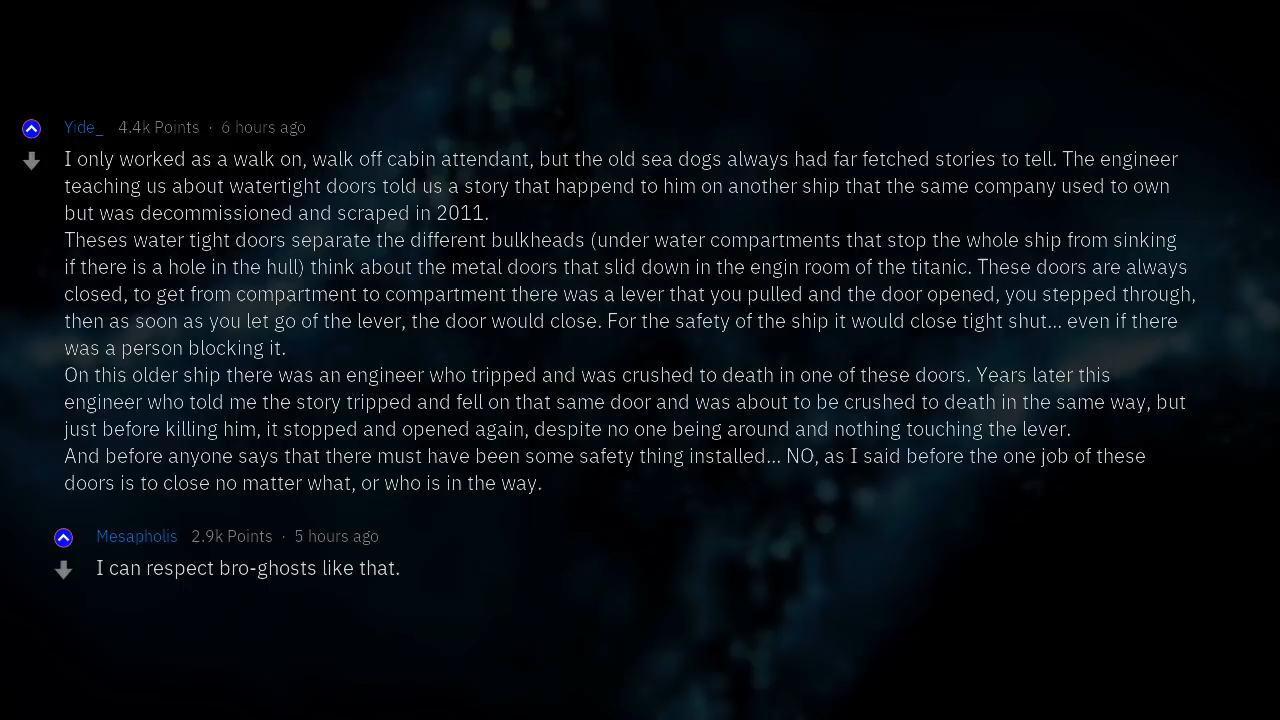 Yide_ 4.4k Points · 6 hours ago
I only worked as a walk on, walk off cabin attendant, but the old sea dogs always had far fetched stories to tell. The engineer
teaching us about watertight doors told us a story that happend to him on another ship that the same company used to own
but was decommissioned and scraped in 2011.
Theses water tight doors separate the different bulkheads (under water compartments that stop the whole ship from sinking
if there is a hole in the hull) think about the metal doors that slid down in the engin room of the titanic. These doors are always
closed, to get from compartment to compartment there was a lever that you pulled and the door opened, you stepped through,
then as soon as you let go of the lever, the door would close. For the safety of the ship it would close tight shut... even if there
was a person blocking it.
On this older ship there was an engineer who tripped and was crushed to death in one of these doors. Years later this
engineer who told me the story tripped and fell on that same door and was about to be crushed to death in the same way, but
just before killing him, it stopped and opened again, despite no one being around and nothing touching the lever.
And before anyone says that there must have been some safety thing installed... NO, as I said before the one job of these
doors is to close no matter what, or who is in the way.
Mesapholis 2.9k Points · 5 hours ago
I can respect bro-ghosts like that.